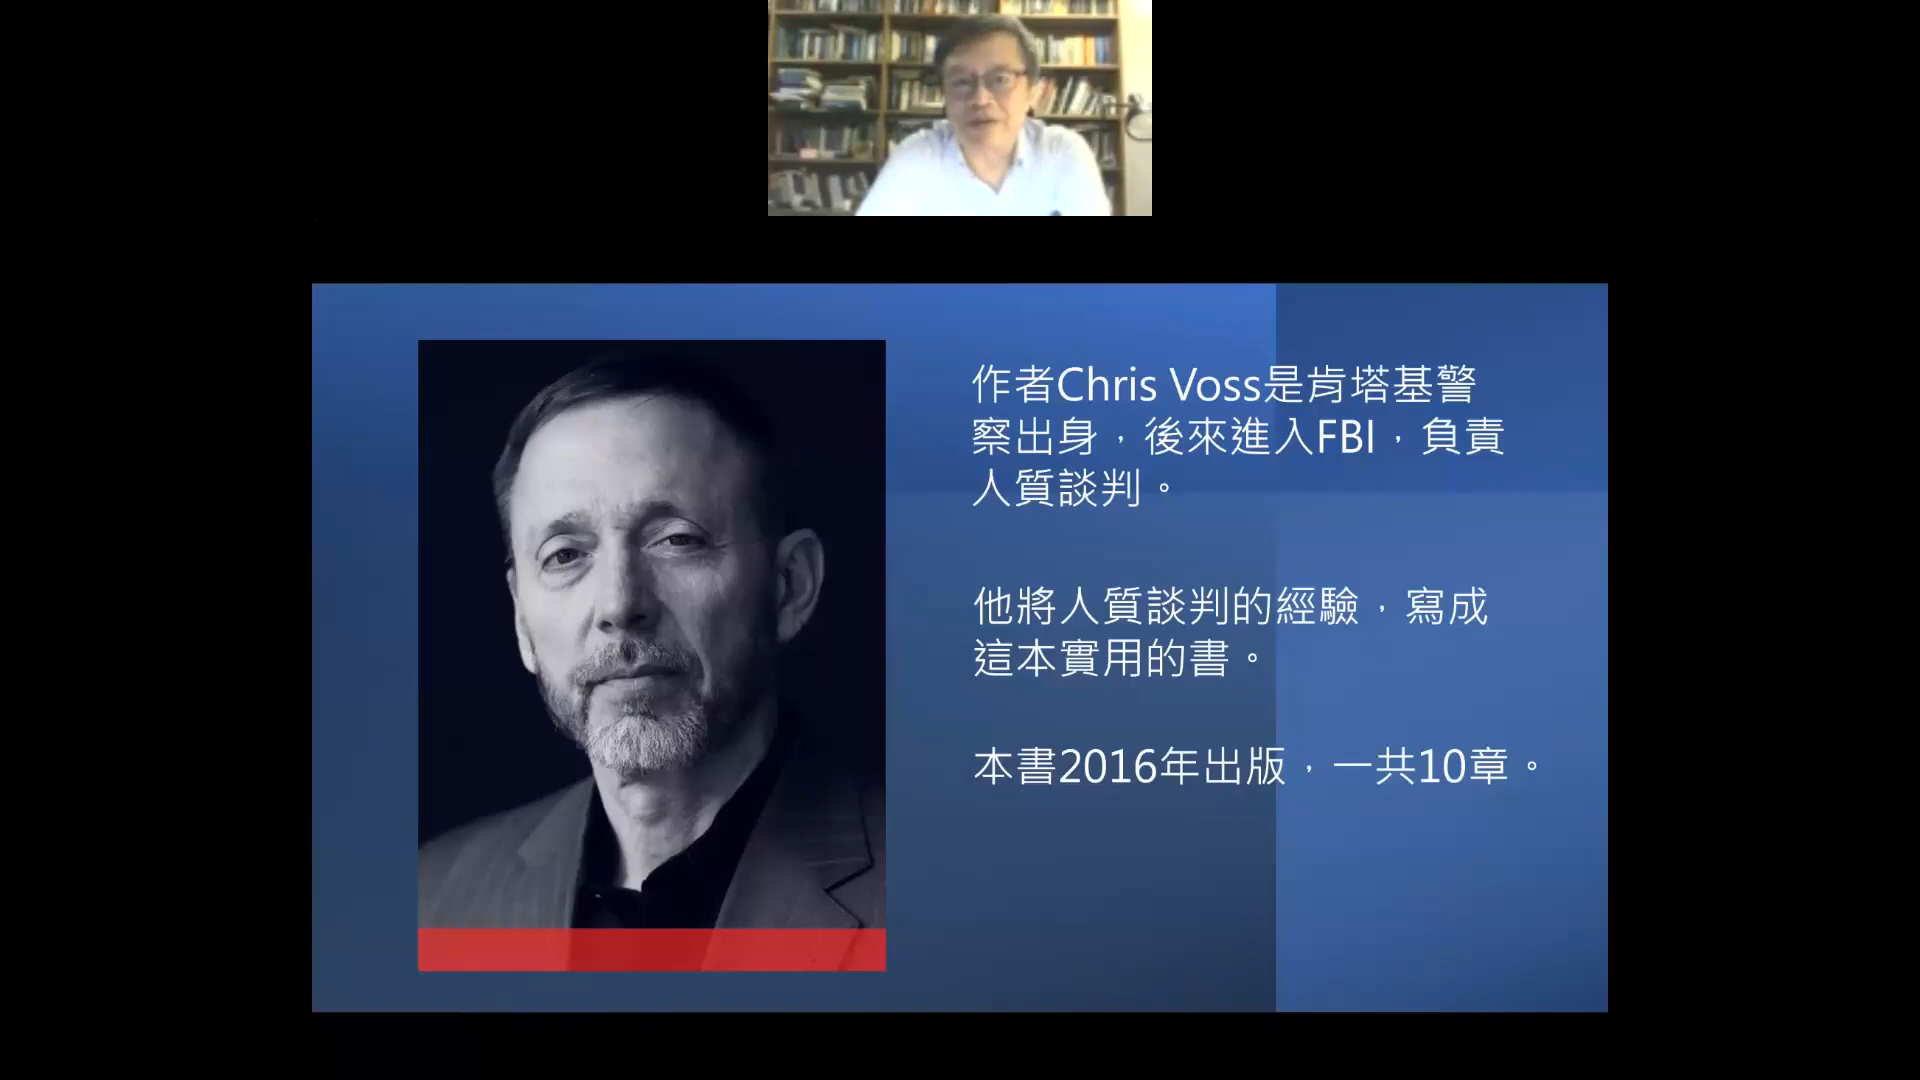 作者Chris Voss是肯塔基警
察出身，後來進入FBI，負責
人質談判。
他將人質談判的經驗，寫成
這本實用的書。
本書2016年出版，一共10章。